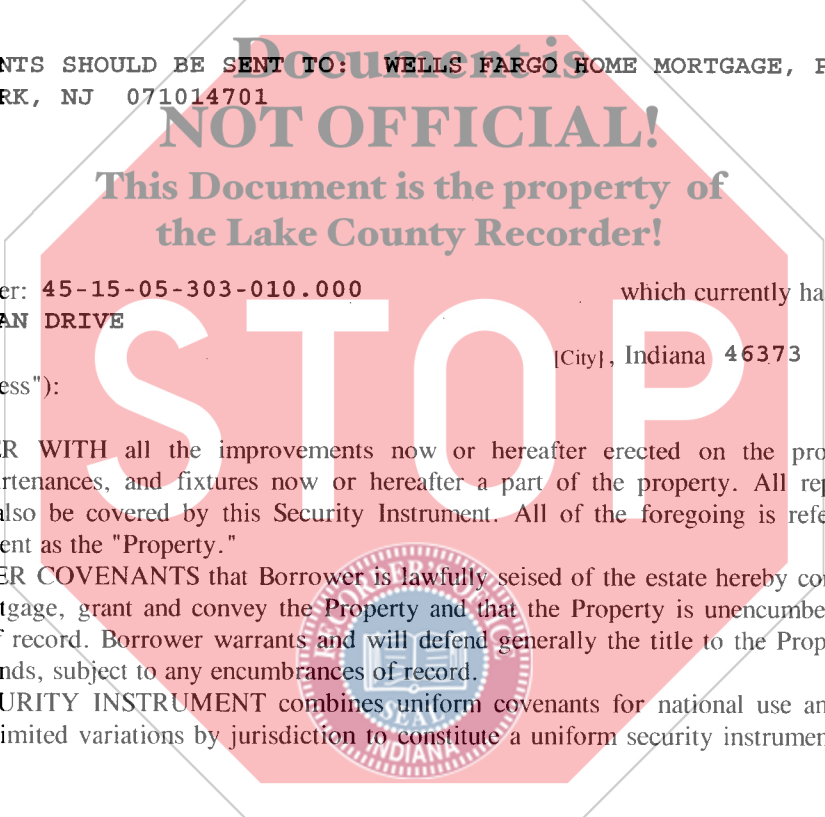 Document is
NTS SHOULD BE SENT TO: WELLS FARGO HOME MORTGAGE, P
RK, NJ 071014701
NOT OFFICIAL!
This Document is the property of
the Lake County Recorder!
er: 45-15-05-303-010.000 which currently ha
AN DRIVE
[City], Indiana 46373
ess"):
STOP
ER WITH all the improvements now or hereafter erected on the pro
rtenances, and fixtures now or hereafter a part of the property. All rep
also be covered by this Security Instrument. All of the foregoing is refe
ent as the "Property."
ER COVENANTS that Borrower is lawfully seised of the estate hereby co
tgage, grant and convey the Property and that the Property is unencumbe
f record. Borrower warrants and will defend generally the title to the Prop
nds, subject to any encumbrances of record.
URITY INSTRUMENT combines uniform covenants for national use an
imited variations by jurisdiction to constitute a uniform security instrumen
SEAL
INDIANA